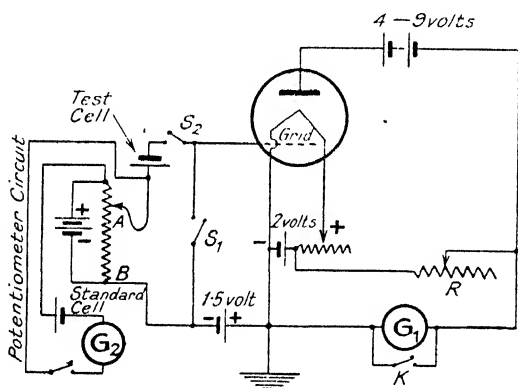 4 – 9 volts
Test
Cell
S2
Grid
Potentiometer Circuit
+
A
-
S1
2 volts
+
-
B
R
Standard
Cell
1·5 volt
- +
G2
G1
K